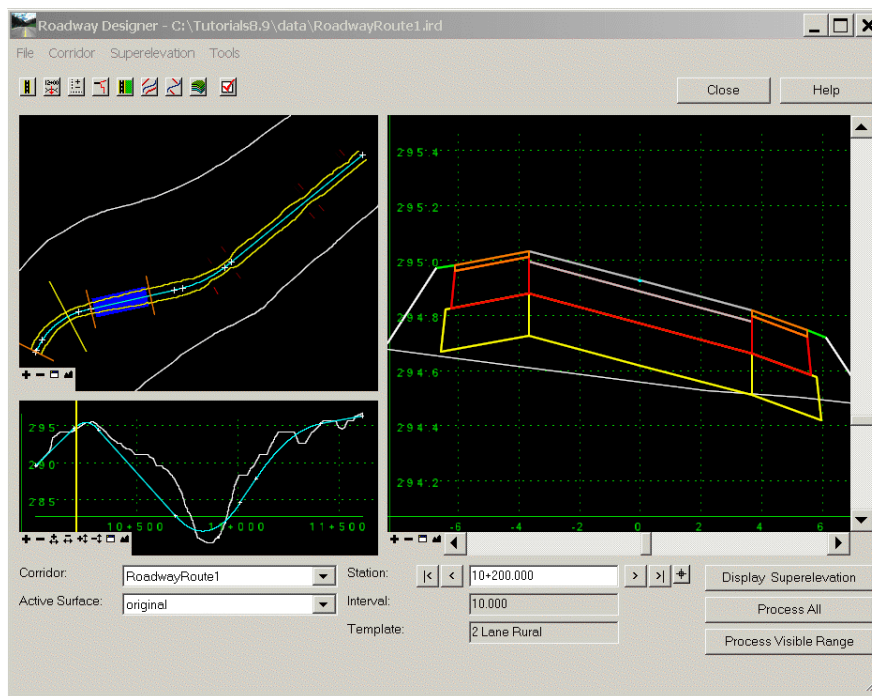 Roadway Designer - C:\Tutorials8.9\data\RoadwayRoute1.ird
File Corridor Superelevation Tools
Close Help
295.4
295.2
295.0
294.8
294.6
294.4
294.2
-6 -4 -2 0 2 4 6
295
290
285
10+500 11+000 11+500
Corridor: RoadwayRoute1 Station: |< < 10+200.000 > >| Display Superelevation
Active Surface: original Interval: 10.000 Process All
Template: 2 Lane Rural Process Visible Range